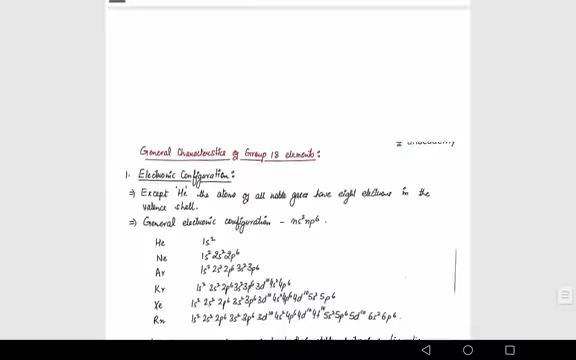 unacademy
General Characteristics of Group 18 elements:
1. Electronic Configuration:
⇒ Except 'He' the atoms of all noble gases have eight electrons in the
valence shell.
⇒ General electronic configuration - ns²np⁶.
He 1s²
Ne 1s² 2s² 2p⁶
Ar 1s² 2s² 2p⁶ 3s² 3p⁶
Kr 1s² 2s² 2p⁶ 3s² 3p⁶ 3d¹⁰ 4s² 4p⁶
Xe 1s² 2s² 2p⁶ 3s² 3p⁶ 3d¹⁰ 4s² 4p⁶ 4d¹⁰ 5s² 5p⁶
Rn 1s² 2s² 2p⁶ 3s² 3p⁶ 3d¹⁰ 4s² 4p⁶ 4d¹⁰ 4f¹⁴ 5s² 5p⁶ 5d¹⁰ 6s² 6p⁶.